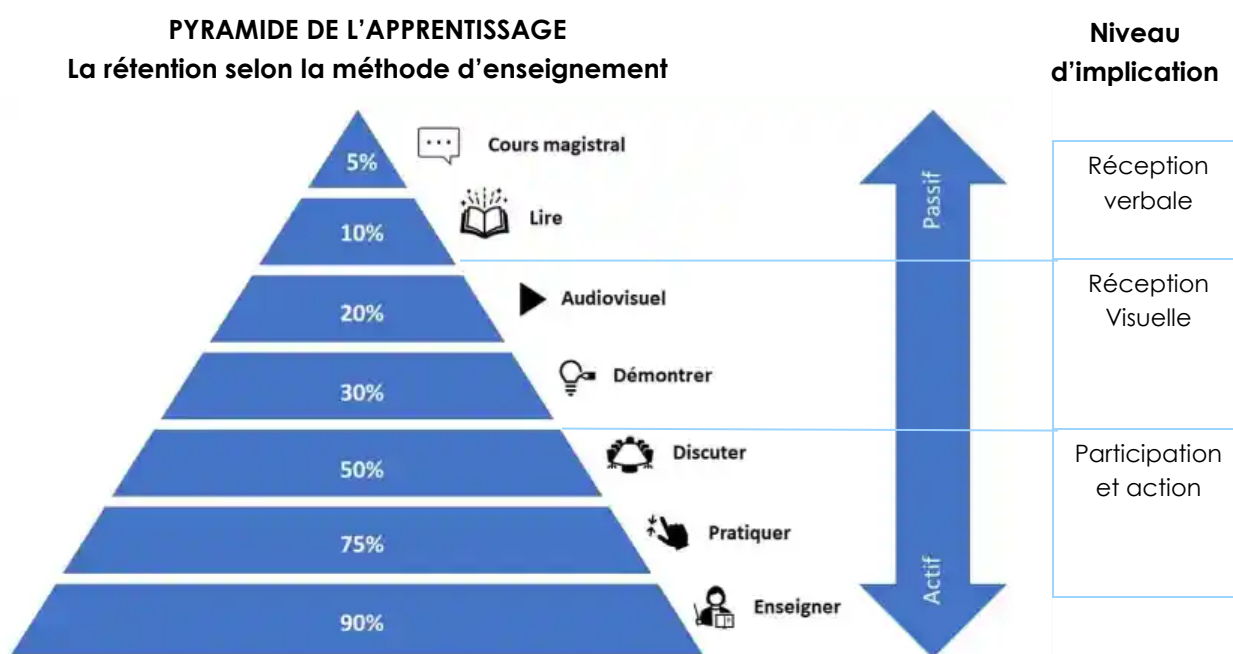 PYRAMIDE DE L'APPRENTISSAGE
La rétention selon la méthode d'enseignement
Niveau
d'implication
5%
Cours magistral
10%
Lire
20%
Audiovisuel
30%
Démontrer
50%
Discuter
75%
Pratiquer
90%
Enseigner
Passif
Actif
Réception
verbale
Réception
Visuelle
Participation
et action